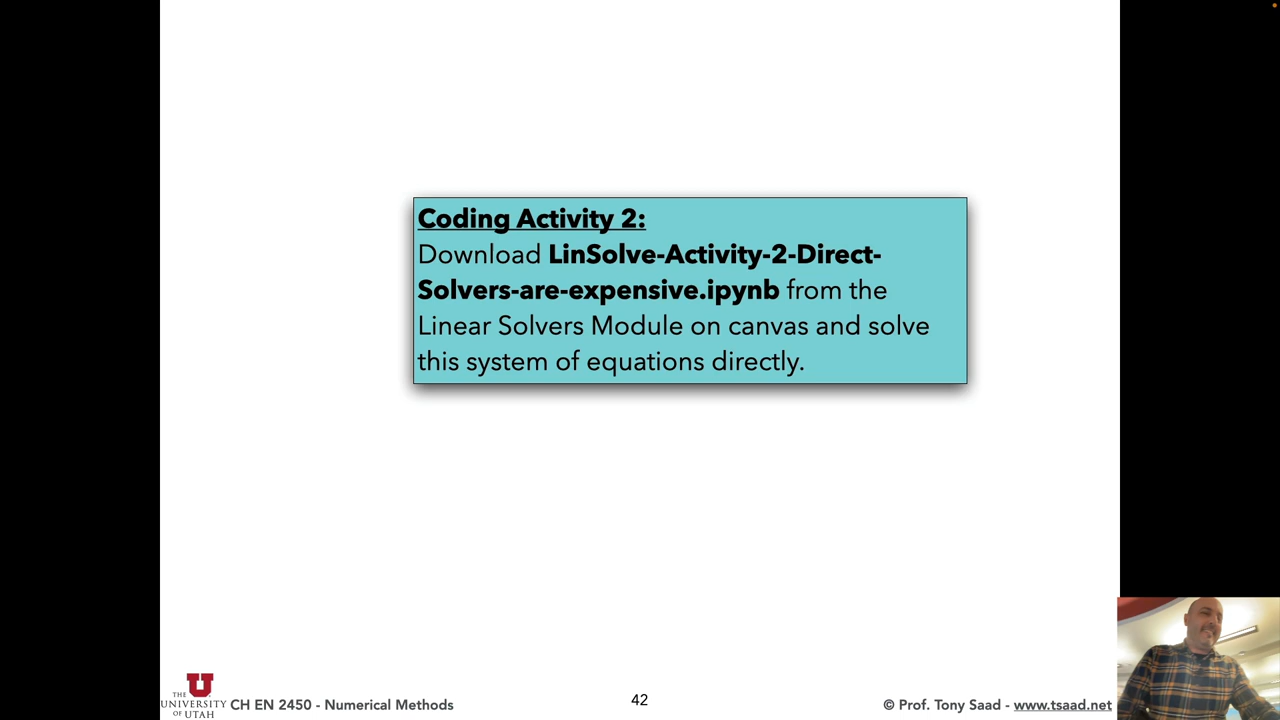 Coding Activity 2:
Download LinSolve-Activity-2-Direct-
Solvers-are-expensive.ipynb from the
Linear Solvers Module on canvas and solve
this system of equations directly.
THE
UNIVERSITY
OF UTAH
CH EN 2450 - Numerical Methods
42
© Prof. Tony Saad - www.tsaad.net